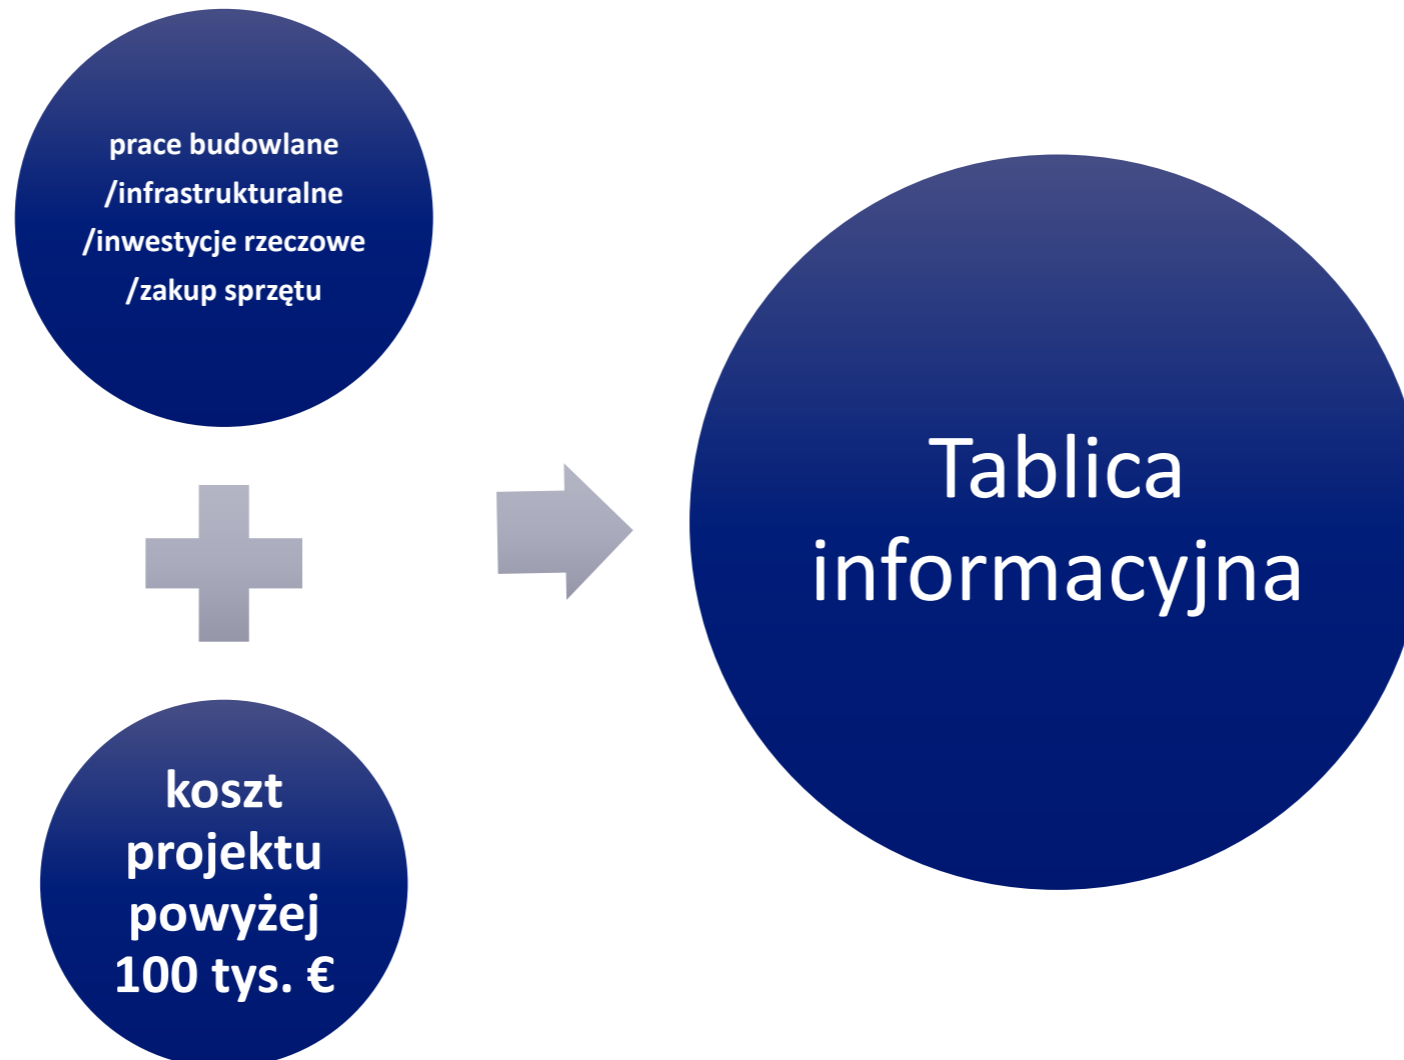 prace budowlane
/infrastrukturalne
/inwestycje rzeczowe
/zakup sprzętu
koszt
projektu
powyżej
100 tys. €
Tablica
informacyjna